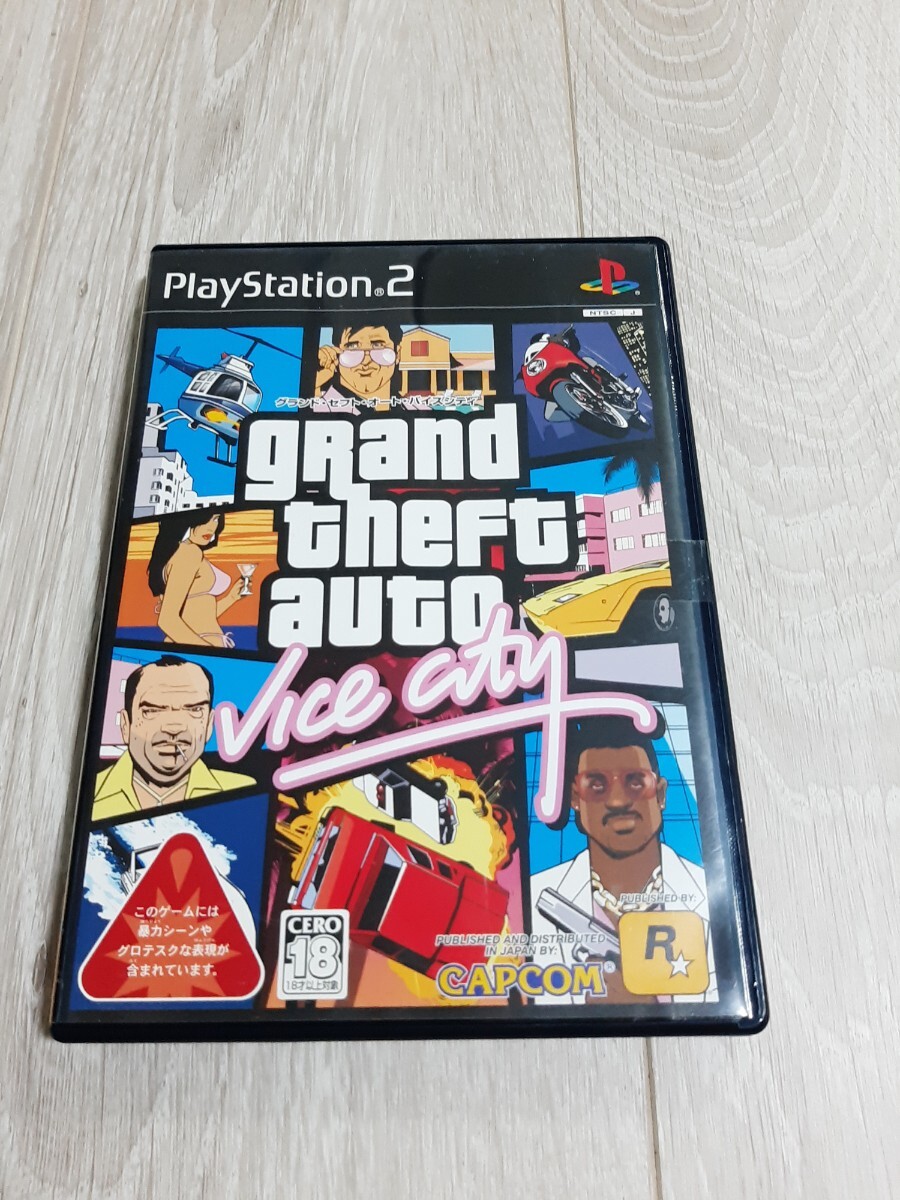 PlayStation®2
NTSC J
グランド・セフト・オート・バイスシティ
grand
theft
auto
Vice City
このゲームには
暴力シーンや
グロテスクな表現が
含まれています。
CERO
18
18才以上対象
PUBLISHED AND DISTRIBUTED
IN JAPAN BY:
CAPCOM®
PUBLISHED BY:
R★